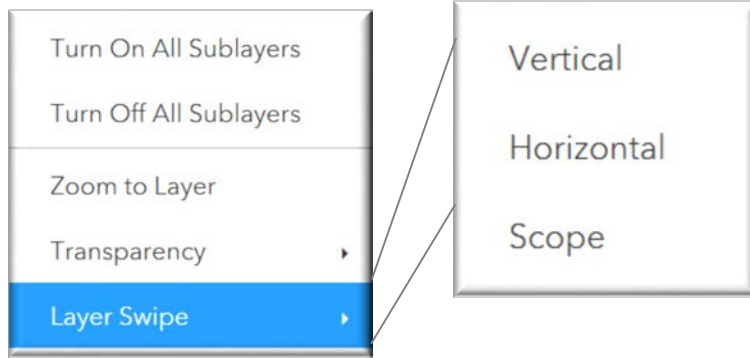 Turn On All Sublayers
Turn Off All Sublayers
Zoom to Layer
Transparency
Layer Swipe
Vertical
Horizontal
Scope